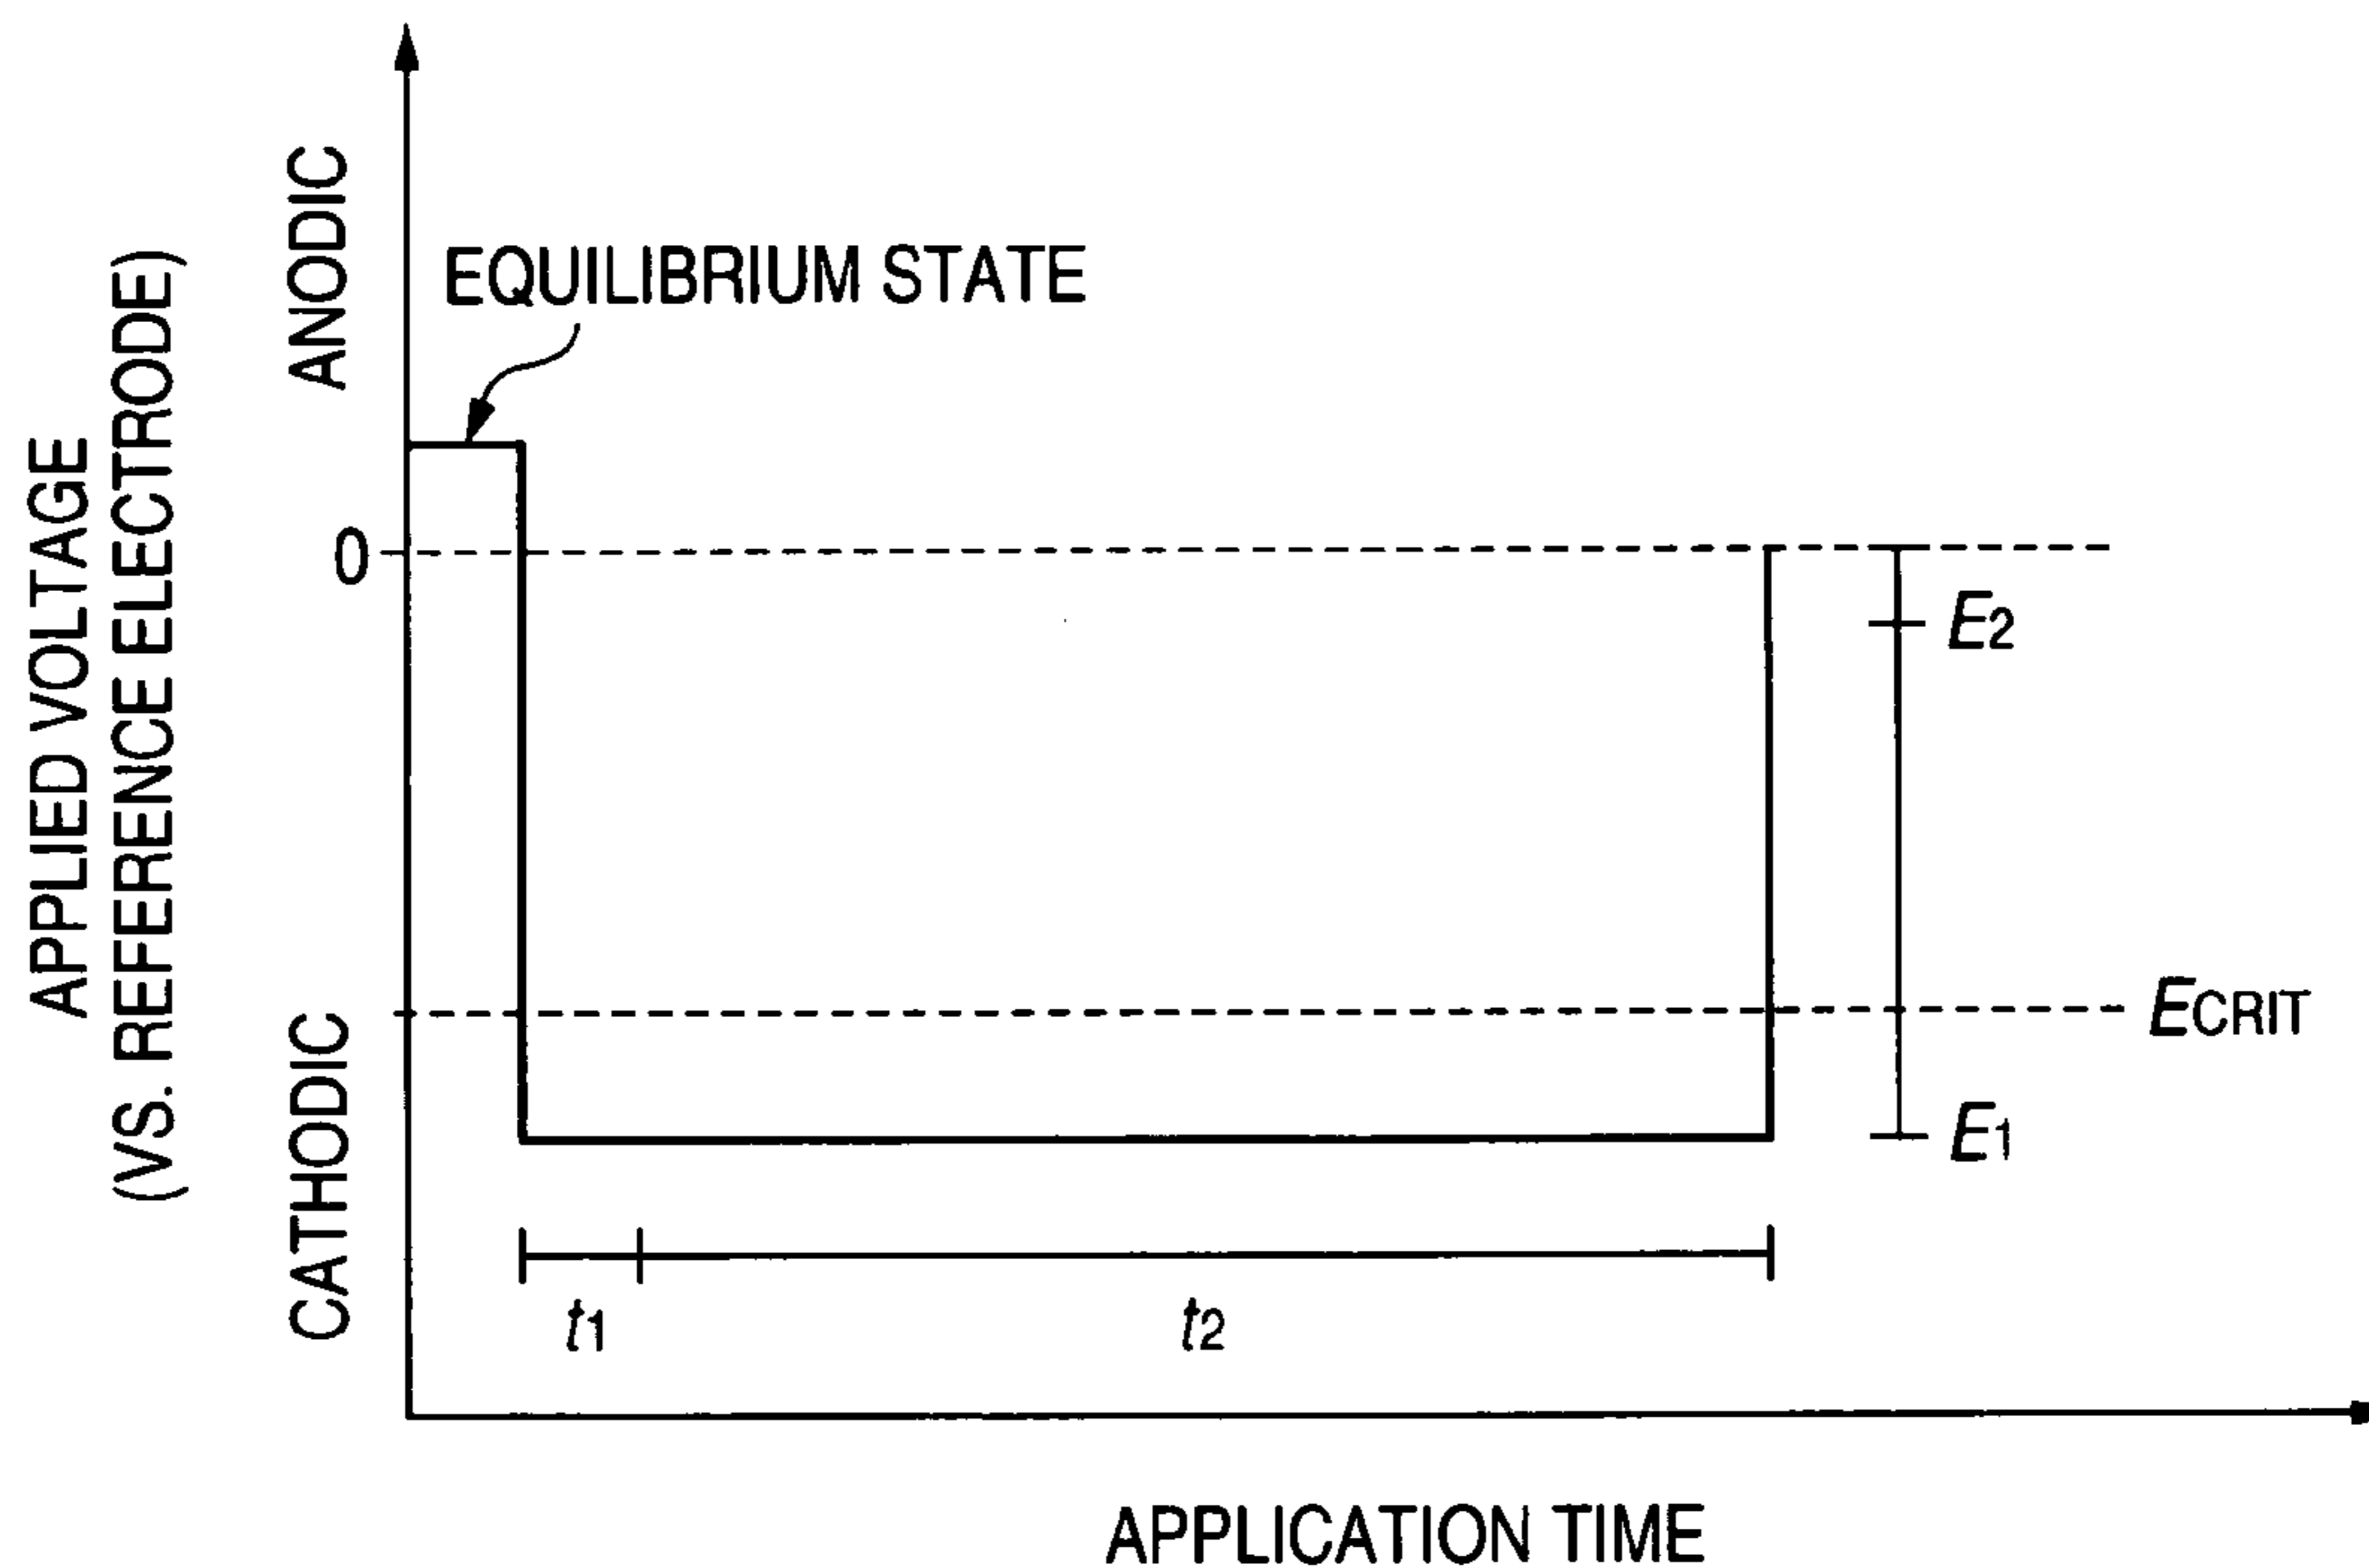 APPLIED VOLTAGE
(VS. REFERENCE ELECTRODE)
ANODIC
CATHODIC
EQUILIBRIUM STATE
0
E2
ECRIT
E1
t1
t2
APPLICATION TIME